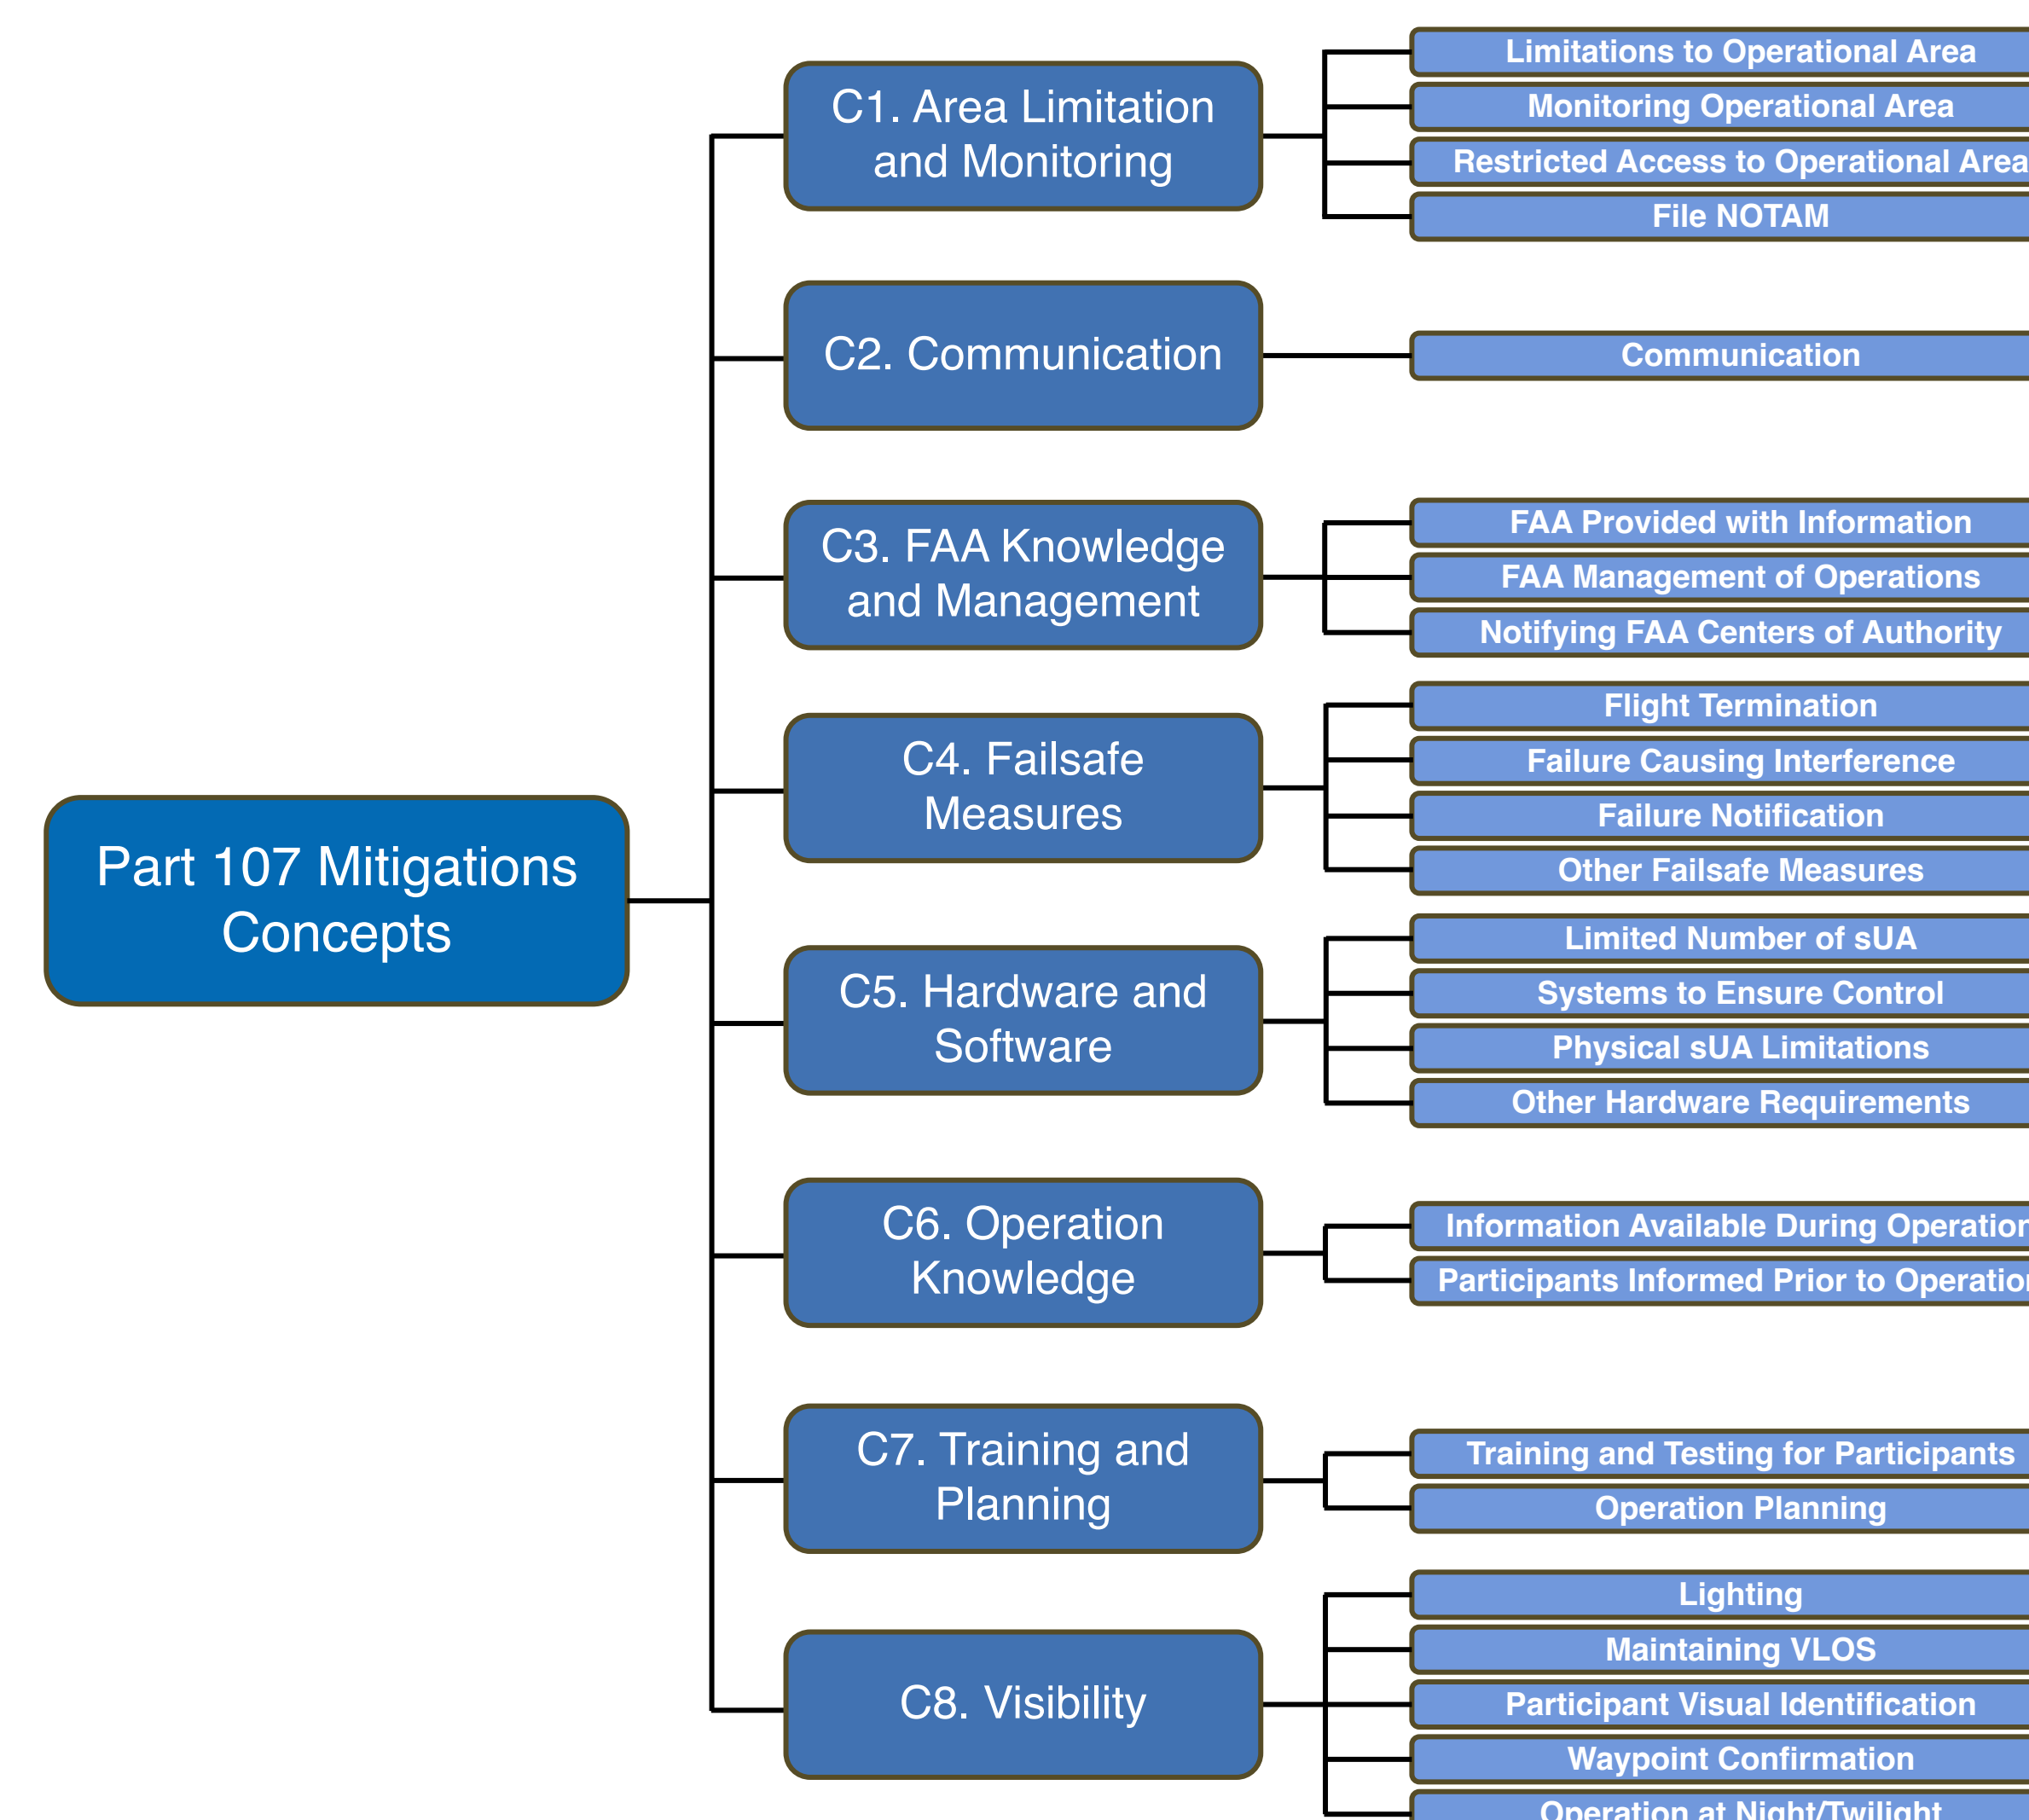 Part 107 Mitigations
Concepts
C1. Area Limitation
and Monitoring
Limitations to Operational Area
Monitoring Operational Area
Restricted Access to Operational Area
File NOTAM
C2. Communication
Communication
C3. FAA Knowledge
and Management
FAA Provided with Information
FAA Management of Operations
Notifying FAA Centers of Authority
C4. Failsafe
Measures
Flight Termination
Failure Causing Interference
Failure Notification
Other Failsafe Measures
C5. Hardware and
Software
Limited Number of sUA
Systems to Ensure Control
Physical sUA Limitations
Other Hardware Requirements
C6. Operation
Knowledge
Information Available During Operation
Participants Informed Prior to Operation
C7. Training and
Planning
Training and Testing for Participants
Operation Planning
C8. Visibility
Lighting
Maintaining VLOS
Participant Visual Identification
Waypoint Confirmation
Operation at Night/Twilight